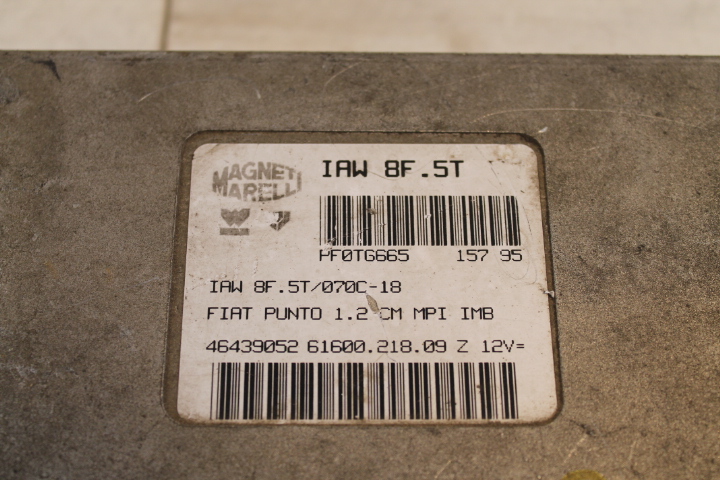 MAGNETI
MARELLI
IAW 8F.5T
PF0TG665 157 95
IAW 8F.5T/070C-18
FIAT PUNTO 1.2 CM MPI IMB
46439052 61600.218.09 Z 12V=